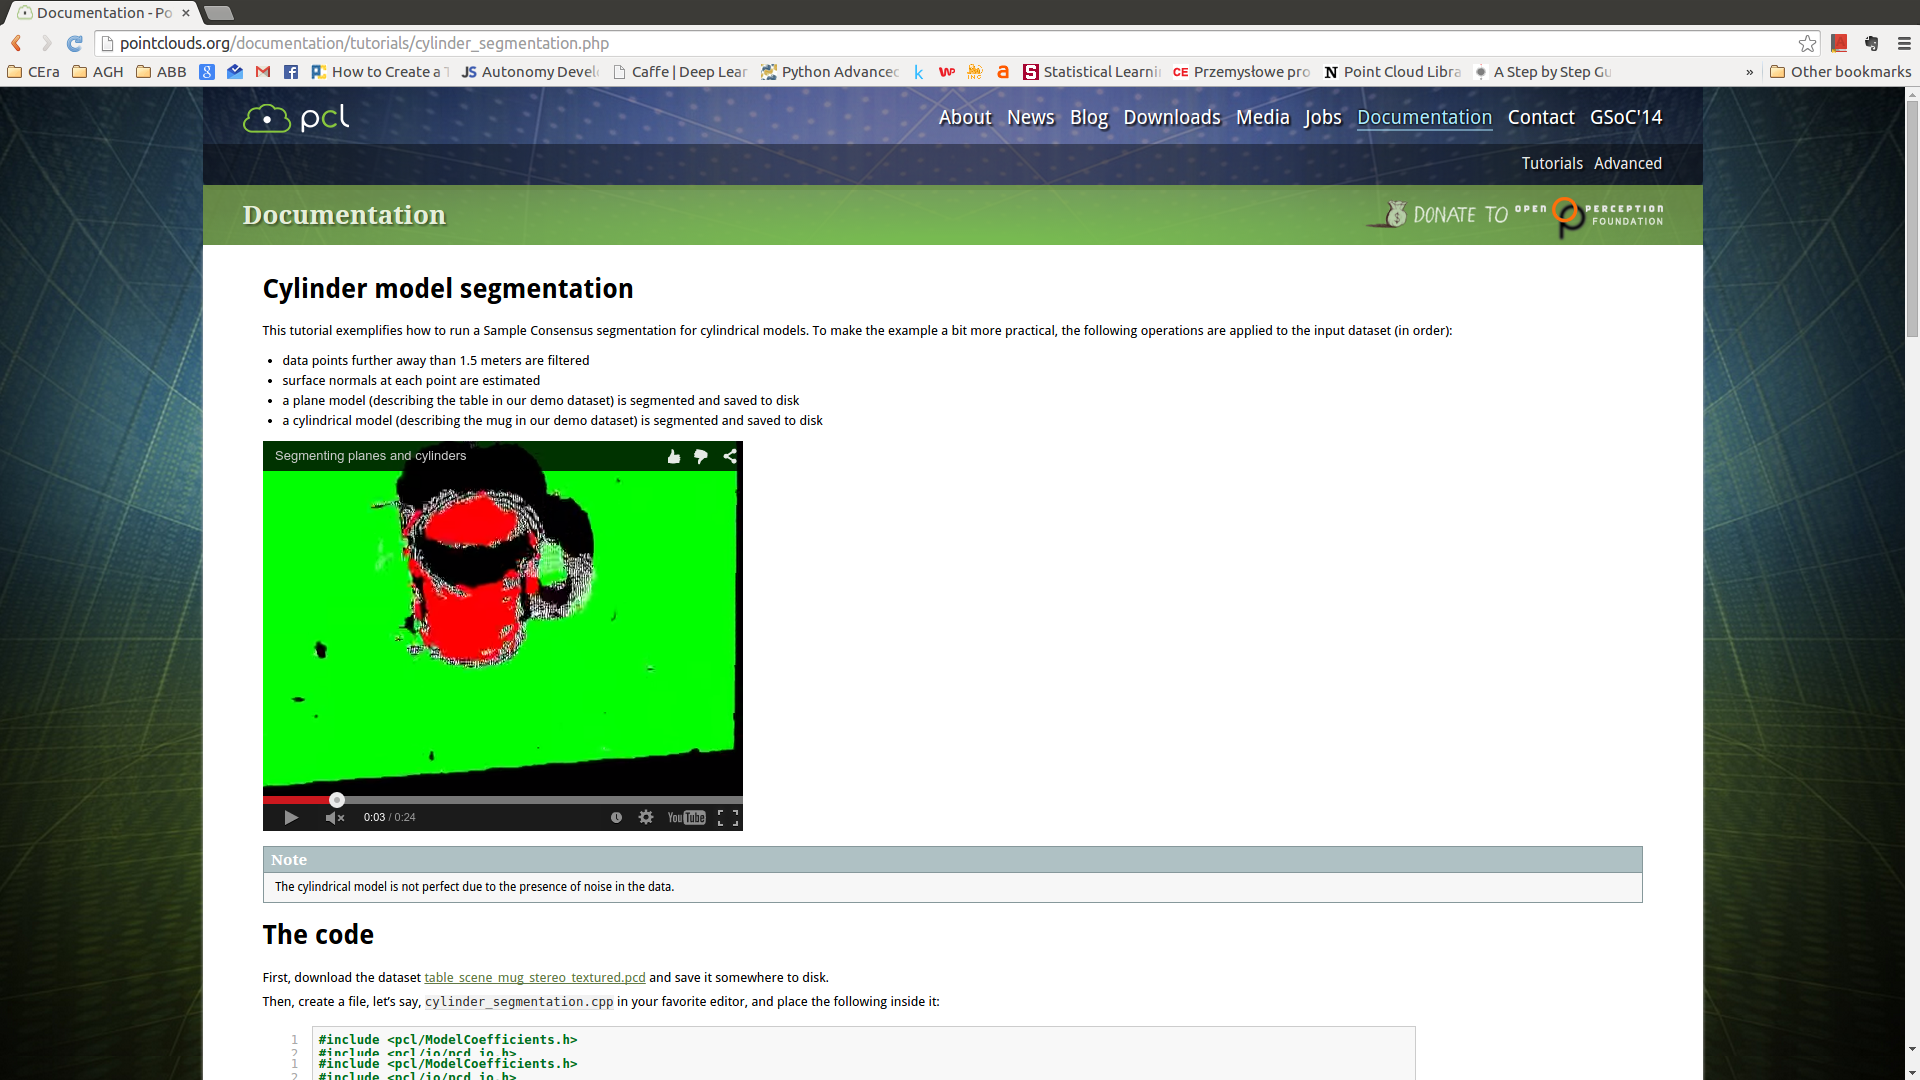 Documentation - Po
pointclouds.org/documentation/tutorials/cylinder_segmentation.php
CEra AGH ABB How to Create a JS Autonomy Devel Caffe | Deep Lear Python Advanced Statistical Learni CE Przemysłowe pro N Point Cloud Libra A Step by Step Gu » Other bookmarks
pcl
About News Blog Downloads Media Jobs Documentation Contact GSoC'14
Tutorials Advanced
Documentation
DONATE TO OPEN PERCEPTION FOUNDATION
Cylinder model segmentation
This tutorial exemplifies how to run a Sample Consensus segmentation for cylindrical models. To make the example a bit more practical, the following operations are applied to the input dataset (in order):
• data points further away than 1.5 meters are filtered
• surface normals at each point are estimated
• a plane model (describing the table in our demo dataset) is segmented and saved to disk
• a cylindrical model (describing the mug in our demo dataset) is segmented and saved to disk
Segmenting planes and cylinders
0:03 / 0:24 YouTube
Note
The cylindrical model is not perfect due to the presence of noise in the data.
The code
First, download the dataset table_scene_mug_stereo_textured.pcd and save it somewhere to disk.
Then, create a file, let's say, cylinder_segmentation.cpp in your favorite editor, and place the following inside it:
1 #include <pcl/ModelCoefficients.h>
2 #include <pcl/io/pcd_io.h>
1 #include <pcl/ModelCoefficients.h>
2 #include <pcl/io/pcd_io.h>